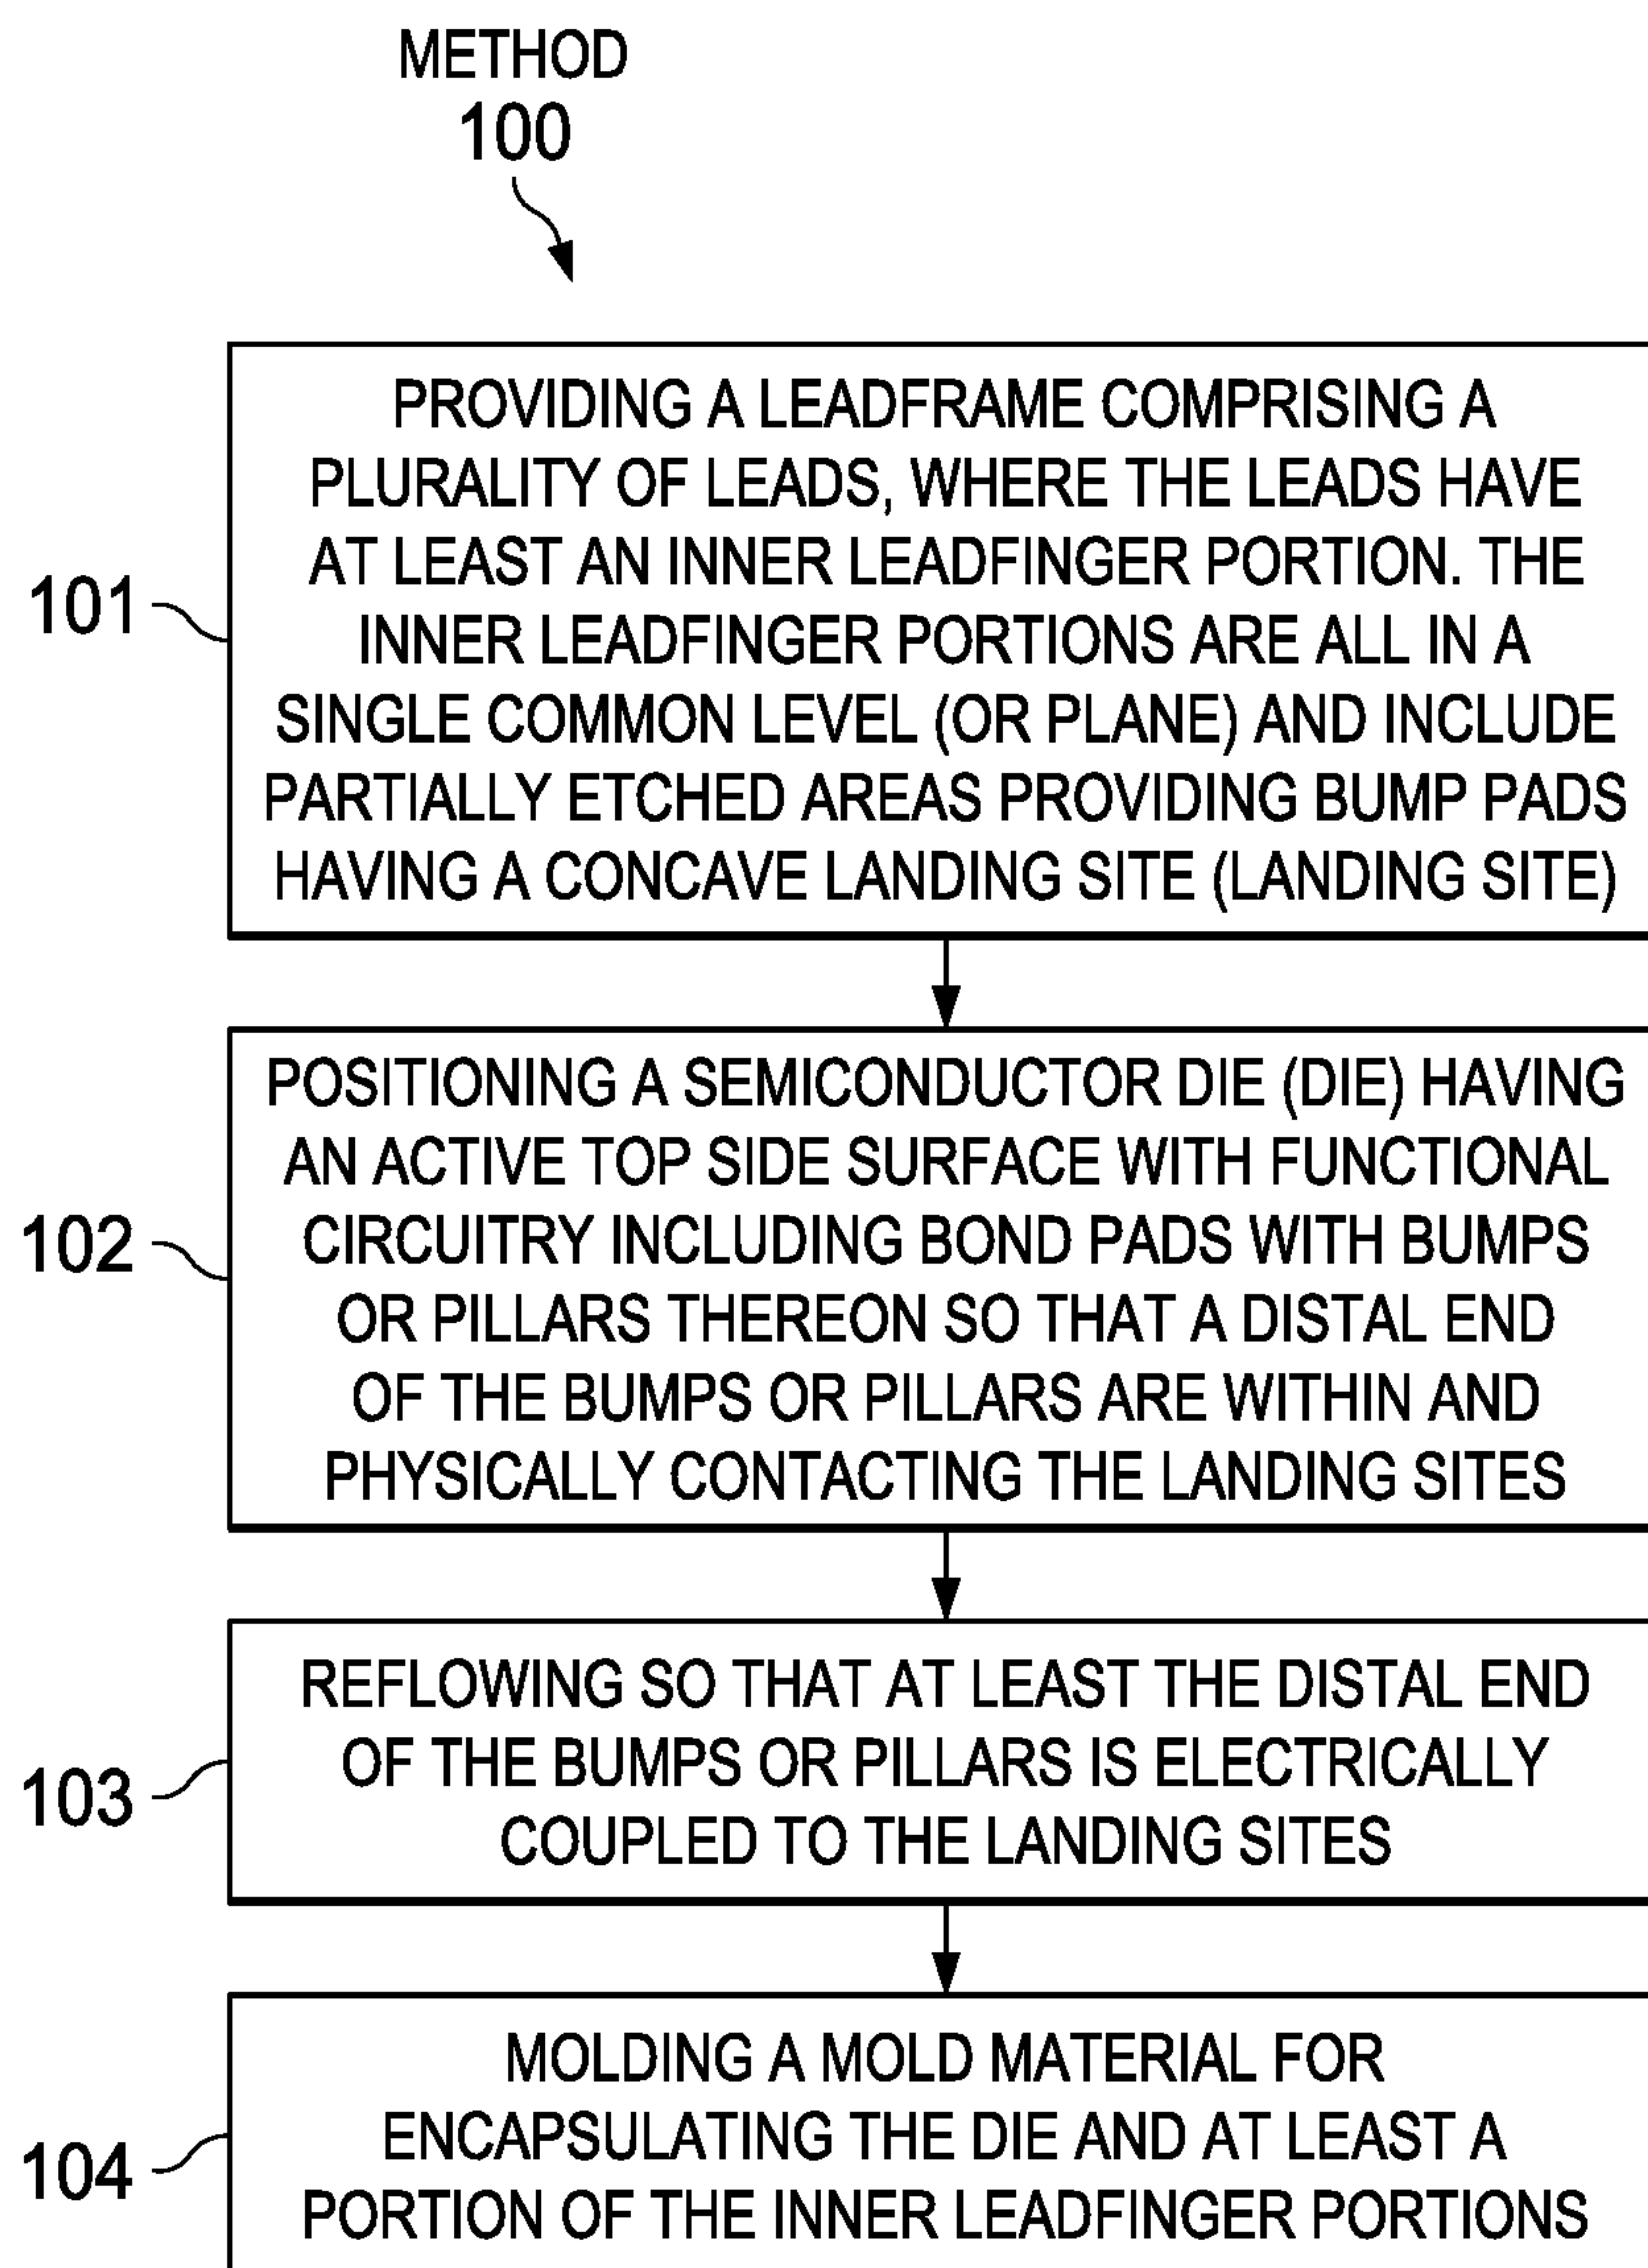 METHOD
100
101
PROVIDING A LEADFRAME COMPRISING A
PLURALITY OF LEADS, WHERE THE LEADS HAVE
AT LEAST AN INNER LEADFINGER PORTION. THE
INNER LEADFINGER PORTIONS ARE ALL IN A
SINGLE COMMON LEVEL (OR PLANE) AND INCLUDE
PARTIALLY ETCHED AREAS PROVIDING BUMP PADS
HAVING A CONCAVE LANDING SITE (LANDING SITE)
102
POSITIONING A SEMICONDUCTOR DIE (DIE) HAVING
AN ACTIVE TOP SIDE SURFACE WITH FUNCTIONAL
CIRCUITRY INCLUDING BOND PADS WITH BUMPS
OR PILLARS THEREON SO THAT A DISTAL END
OF THE BUMPS OR PILLARS ARE WITHIN AND
PHYSICALLY CONTACTING THE LANDING SITES
103
REFLOWING SO THAT AT LEAST THE DISTAL END
OF THE BUMPS OR PILLARS IS ELECTRICALLY
COUPLED TO THE LANDING SITES
104
MOLDING A MOLD MATERIAL FOR
ENCAPSULATING THE DIE AND AT LEAST A
PORTION OF THE INNER LEADFINGER PORTIONS